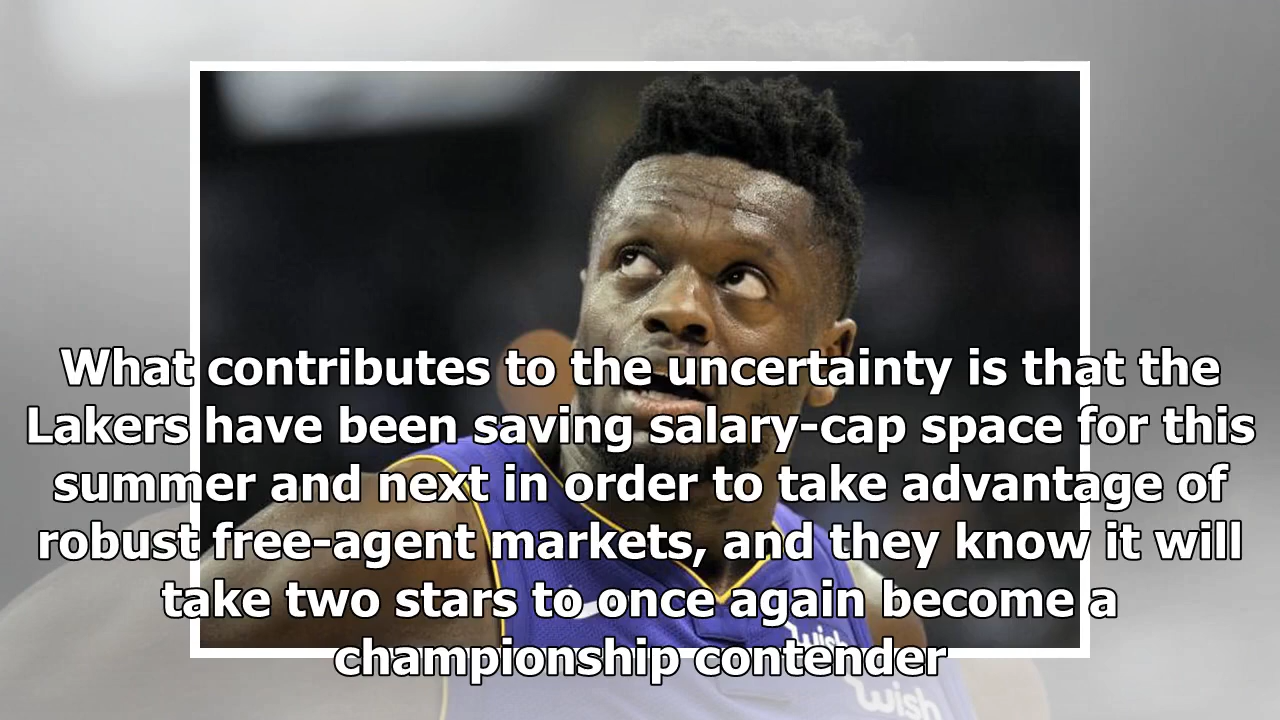 What contributes to the uncertainty is that the
Lakers have been saving salary-cap space for this
summer and next in order to take advantage of
robust free-agent markets, and they know it will
take two stars to once again become a
championship contender
wish
wish